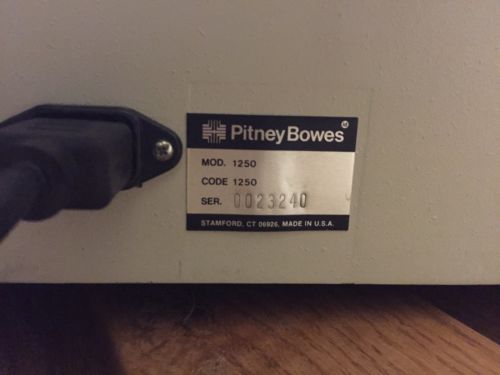 PitneyBowes
MOD. 1250
CODE 1250
SER. 0023240
STAMFORD, CT 06926, MADE IN U.S.A.